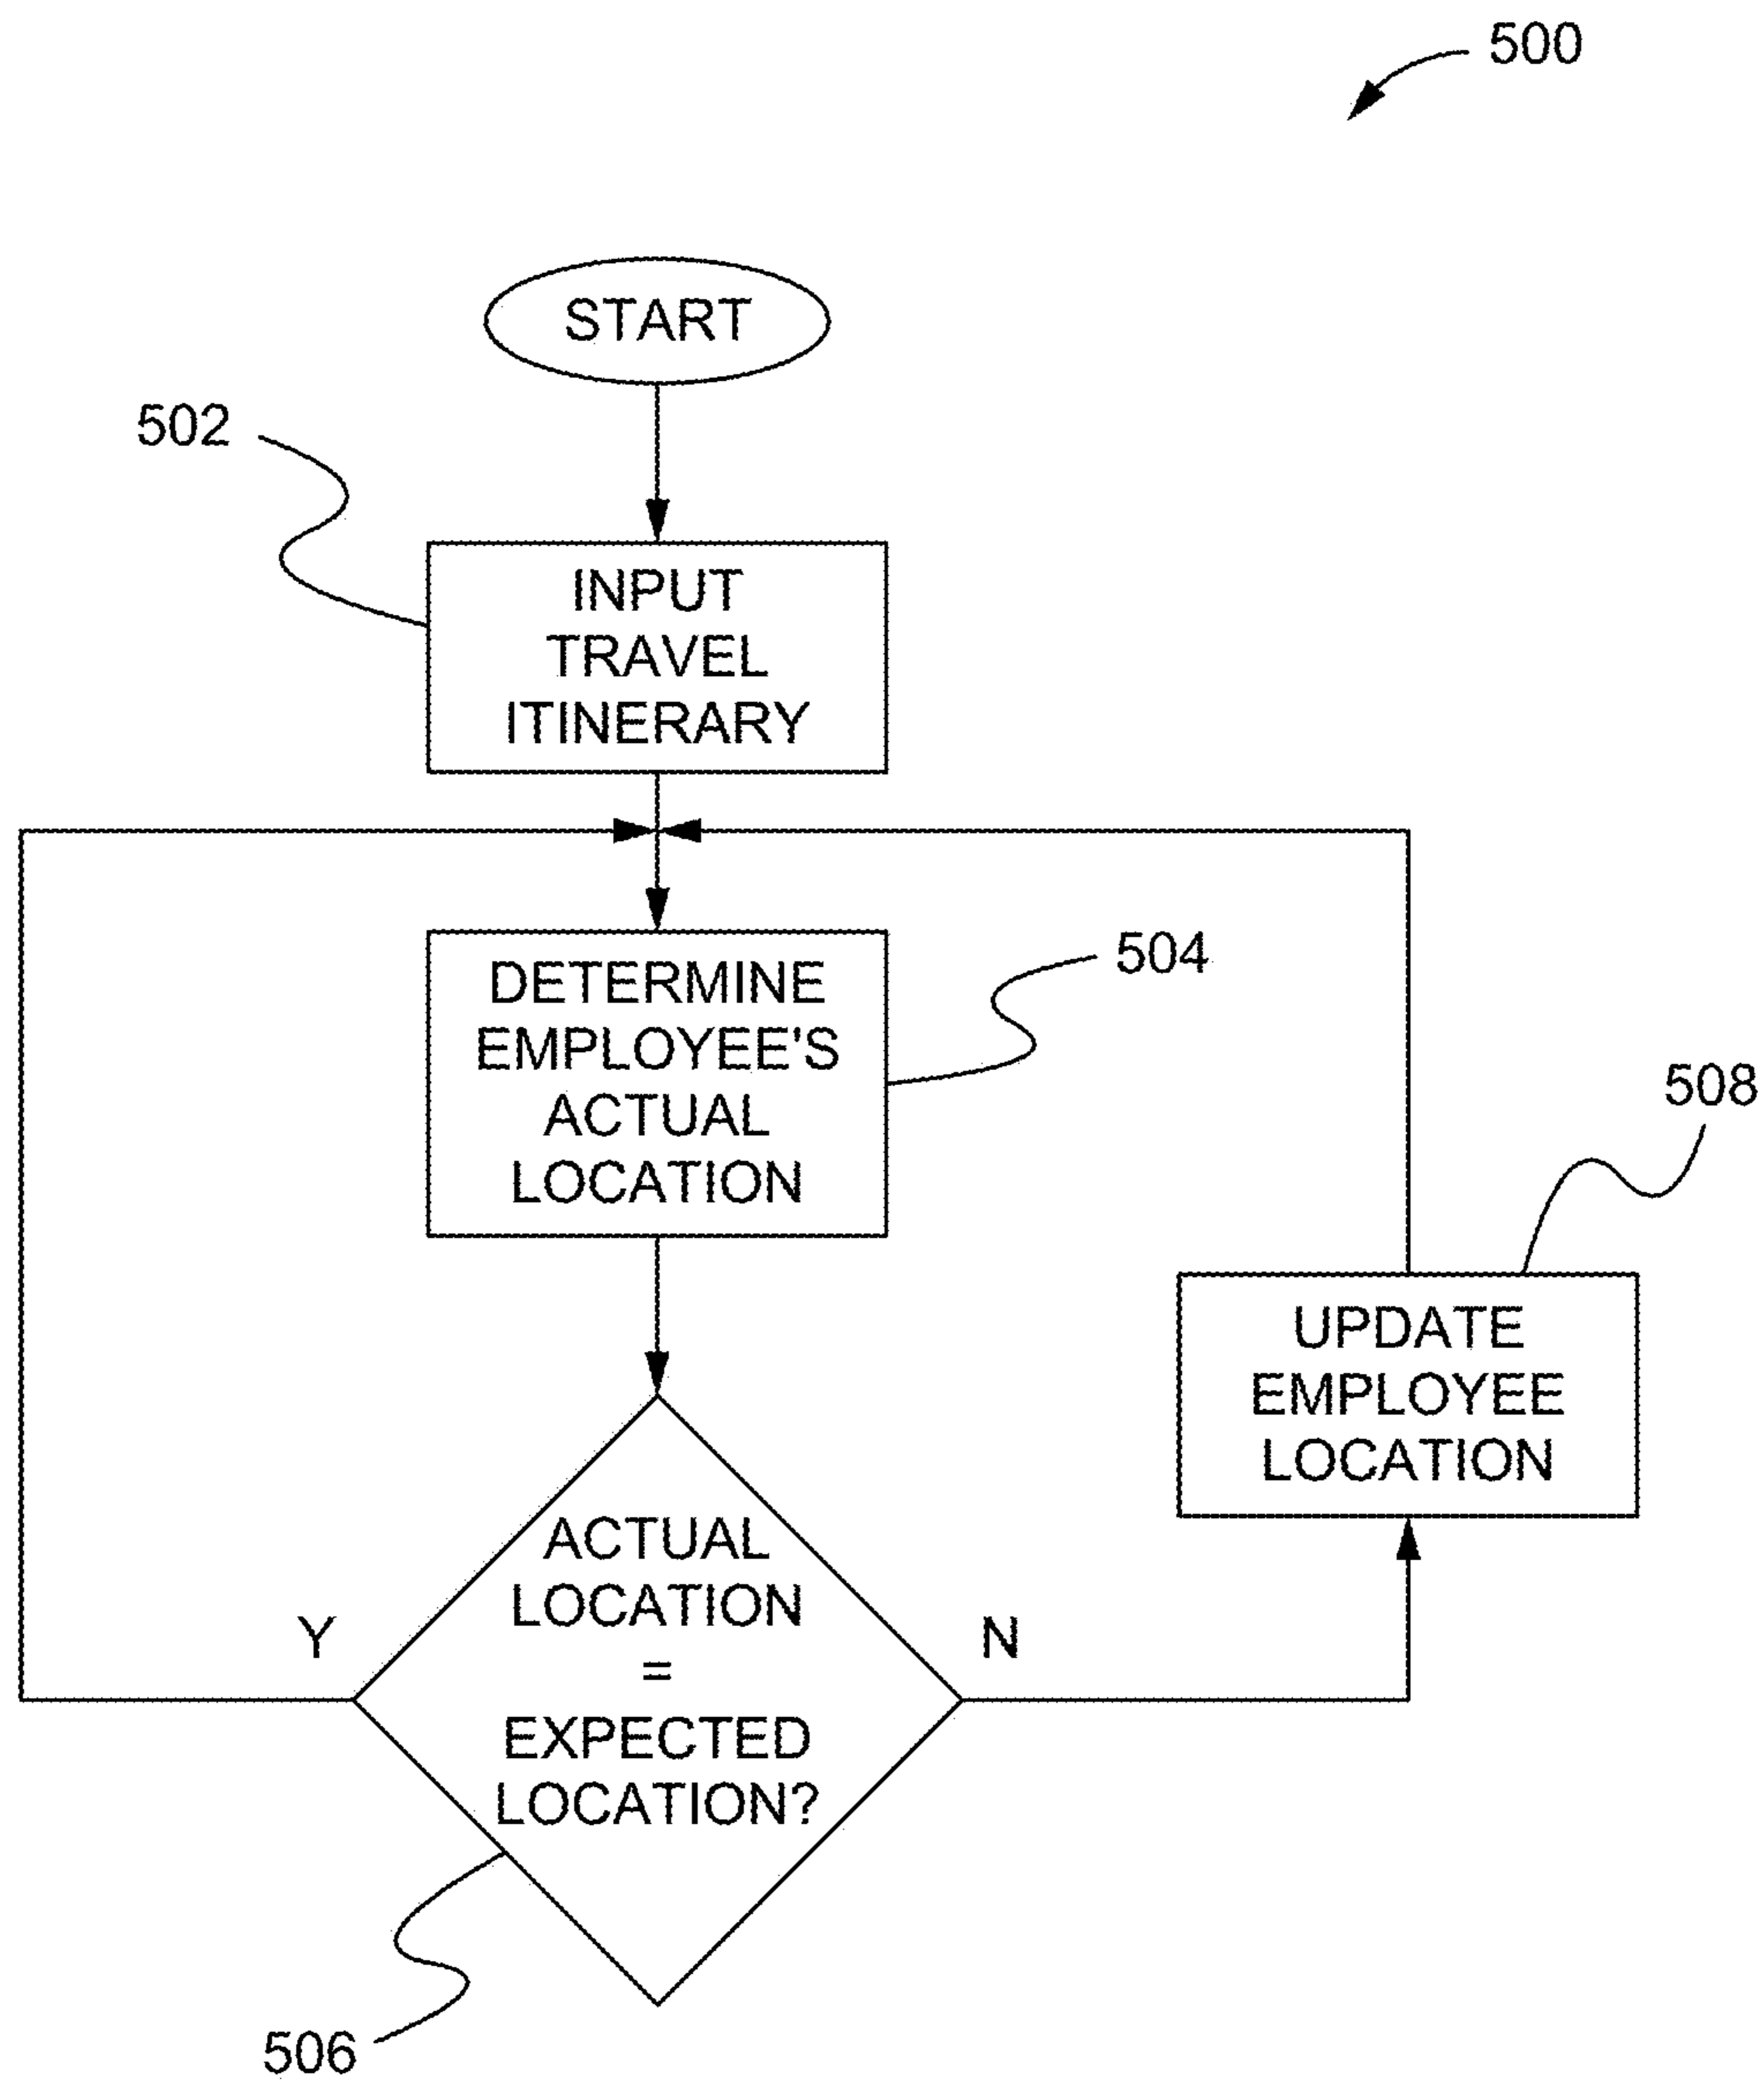 500
START
502
INPUT
TRAVEL
ITINERARY
DETERMINE
EMPLOYEE'S
ACTUAL
LOCATION
504
508
UPDATE
EMPLOYEE
LOCATION
ACTUAL
LOCATION
=
EXPECTED
LOCATION?
Y
N
506